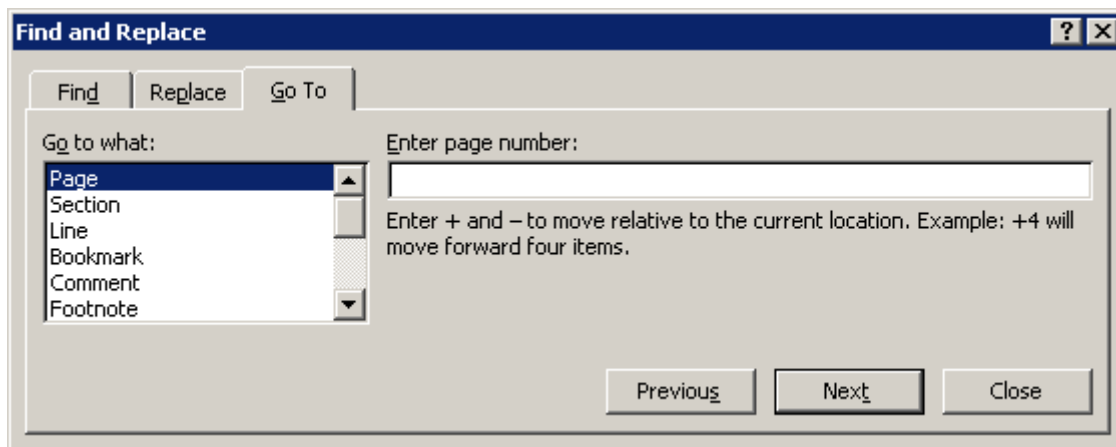 Find and Replace
Find
Replace
Go To
Go to what:
Page
Section
Line
Bookmark
Comment
Footnote
Enter page number:
Enter + and – to move relative to the current location. Example: +4 will
move forward four items.
Previous
Next
Close